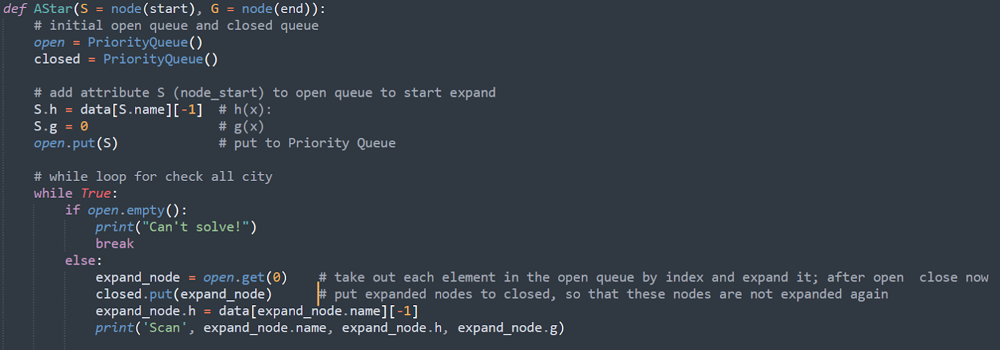 def AStar(S = node(start), G = node(end)):
    # initial open queue and closed queue
    open = PriorityQueue()
    closed = PriorityQueue()

    # add attribute S (node_start) to open queue to start expand
    S.h = data[S.name][-1]  # h(x):
    S.g = 0                 # g(x)
    open.put(S)             # put to Priority Queue

    # while loop for check all city
    while True:
        if open.empty():
            print("Can't solve!")
            break
        else:
            expand_node = open.get(0)    # take out each element in the open queue by index and expand it; after open  close now
            closed.put(expand_node)      # put expanded nodes to closed, so that these nodes are not expanded again
            expand_node.h = data[expand_node.name][-1]
            print('Scan', expand_node.name, expand_node.h, expand_node.g)